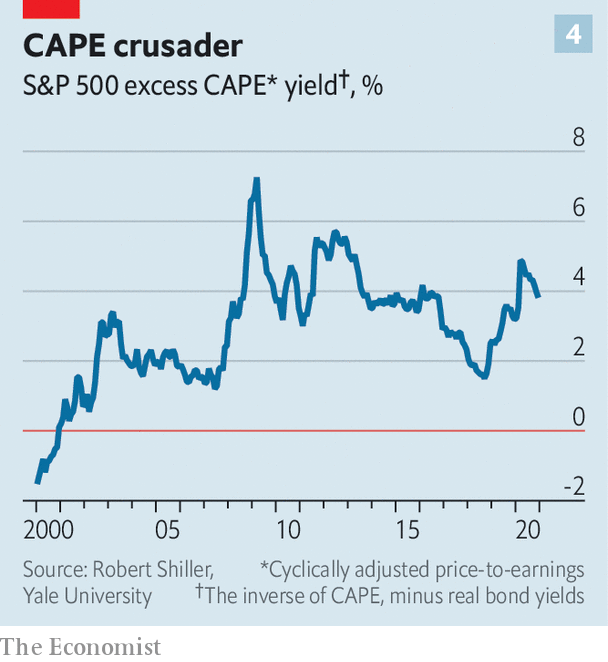 CAPE crusader
4
S&P 500 excess CAPE* yield†, %
8
6
4
2
0
-2
2000 05 10 15 20
Source: Robert Shiller, *Cyclically adjusted price-to-earnings
Yale University †The inverse of CAPE, minus real bond yields
The Economist